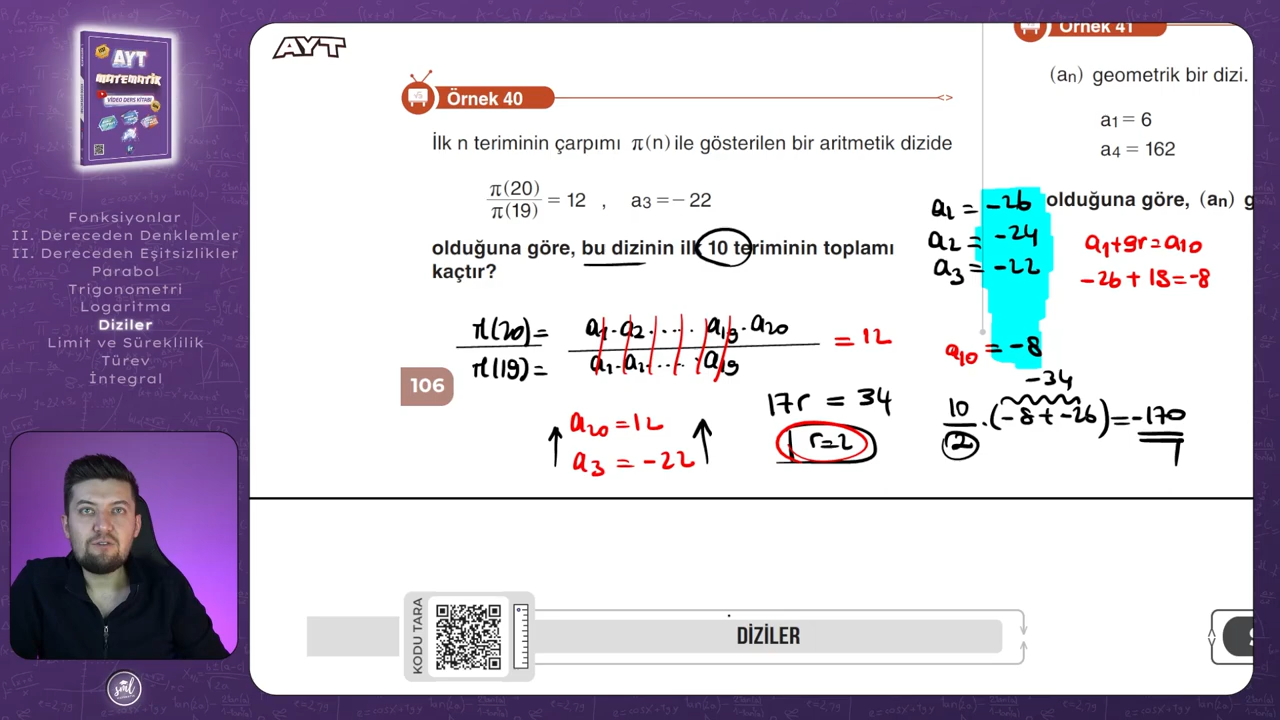 AYT
MATEMATİK
VİDEO DERS KİTABI
Fonksiyonlar
II. Dereceden Denklemler
II. Dereceden Eşitsizlikler
Parabol
Trigonometri
Logaritma
Diziler
Limit ve Süreklilik
Türev
İntegral
sml
AYT
Örnek 40
İlk n teriminin çarpımı π(n) ile gösterilen bir aritmetik dizide
π(20)/π(19) = 12 , a3 = – 22
olduğuna göre, bu dizinin ilk 10 teriminin toplamı
kaçtır?
π(20)= a1.a2. .... a19.a20
π(19)= a1.a2. .... a19
= 12
106
a20 = 12
a3 = -22
17r = 34
r=2
a1 = -26
a2 = -24
a3 = -22
a10 = -8
a1+9r=a10
-26+18=-8
-34
10/2 . (-8+-26) = -170
Örnek 41
(an) geometrik bir dizi.
a1 = 6
a4 = 162
olduğuna göre, (an) g
KODU TARA
DİZİLER